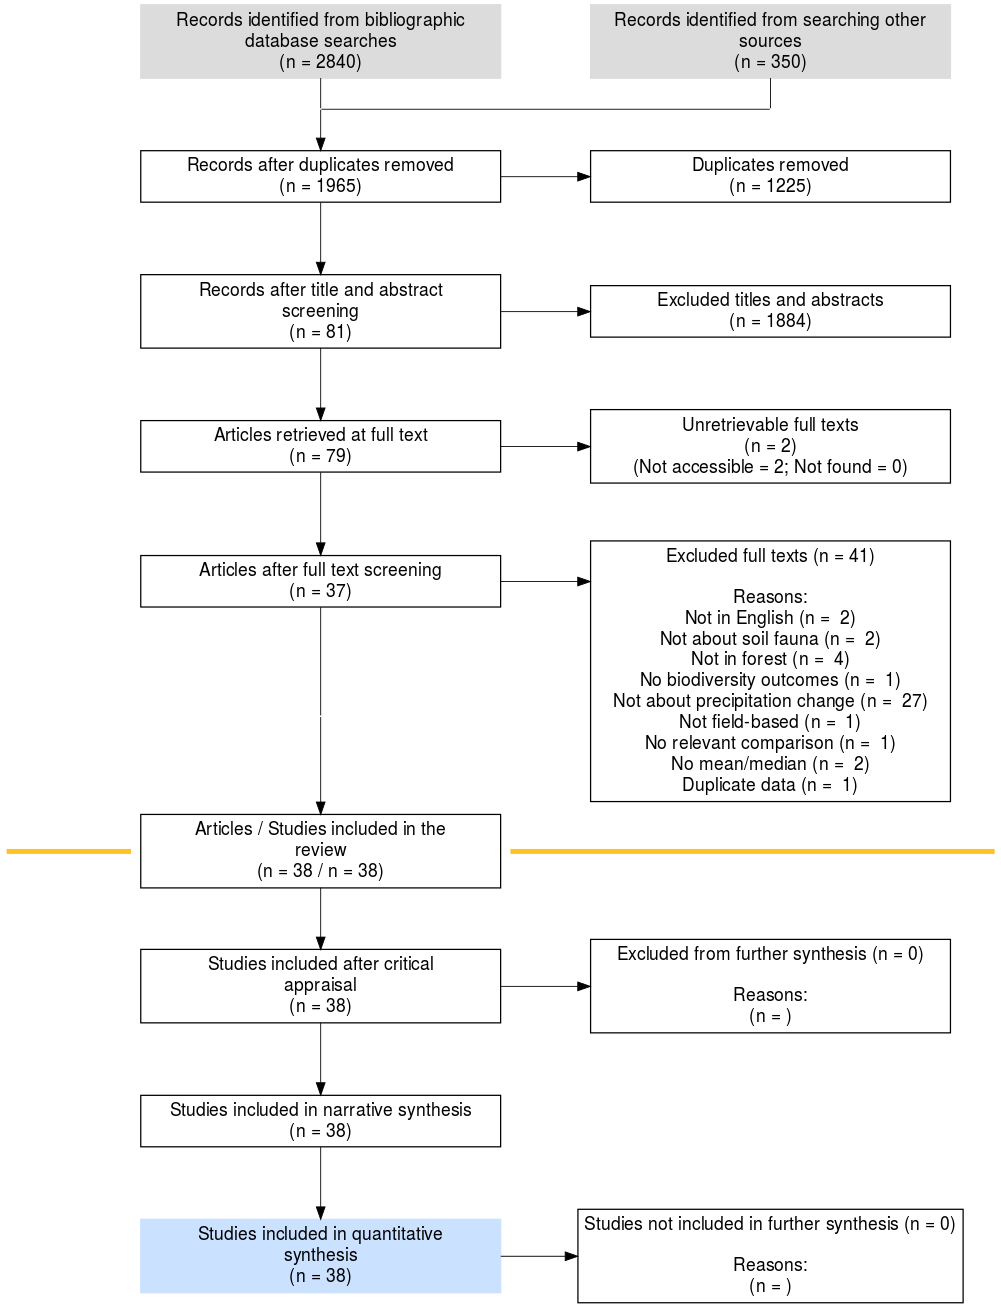 Records identified from bibliographic
database searches
(n = 2840)
Records identified from searching other
sources
(n = 350)
Records after duplicates removed
(n = 1965)
Duplicates removed
(n = 1225)
Records after title and abstract
screening
(n = 81)
Excluded titles and abstracts
(n = 1884)
Articles retrieved at full text
(n = 79)
Unretrievable full texts
(n = 2)
(Not accessible = 2; Not found = 0)
Articles after full text screening
(n = 37)
Excluded full texts (n = 41)
Reasons:
Not in English (n =  2)
Not about soil fauna (n =  2)
Not in forest (n =  4)
No biodiversity outcomes (n =  1)
Not about precipitation change (n =  27)
Not field-based (n =  1)
No relevant comparison (n =  1)
No mean/median (n =  2)
Duplicate data (n =  1)
Articles / Studies included in the
review
(n = 38 / n = 38)
Studies included after critical
appraisal
(n = 38)
Excluded from further synthesis (n = 0)
Reasons:
(n = )
Studies included in narrative synthesis
(n = 38)
Studies included in quantitative
synthesis
(n = 38)
Studies not included in further synthesis (n = 0)
Reasons:
(n = )